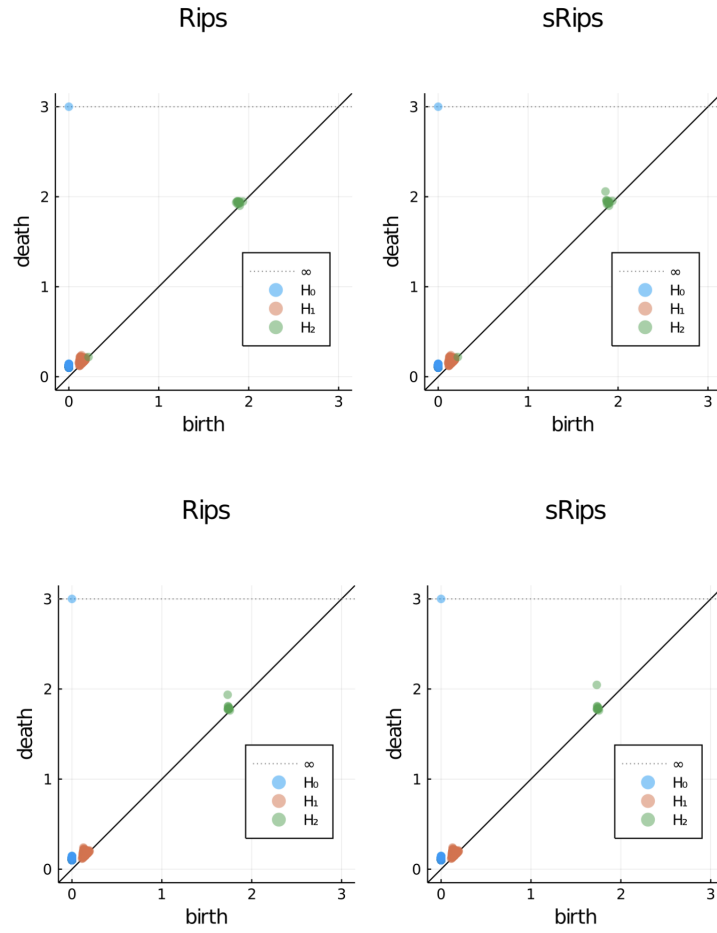 Rips
sRips
3
2
1
0
death
∞
H₀
H₁
H₂
0 1 2 3
birth
3
2
1
0
death
∞
H₀
H₁
H₂
0 1 2 3
birth
Rips
sRips
3
2
1
0
death
∞
H₀
H₁
H₂
0 1 2 3
birth
3
2
1
0
death
∞
H₀
H₁
H₂
0 1 2 3
birth